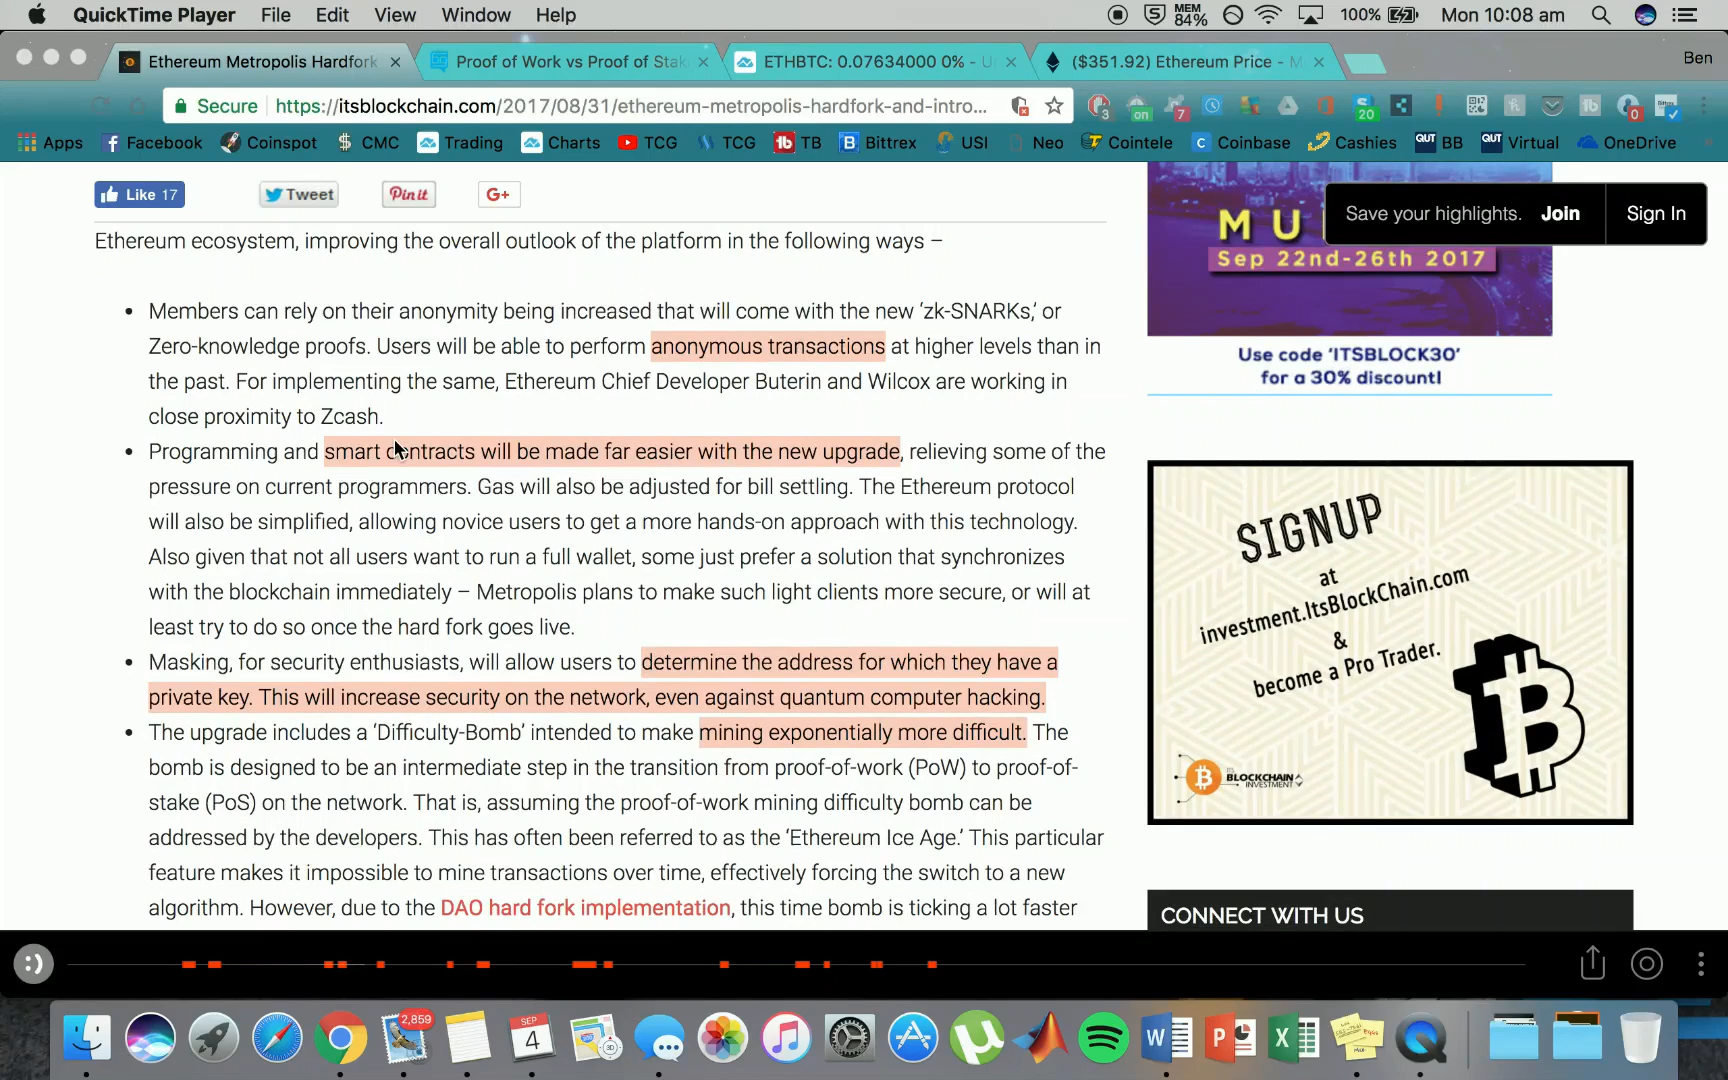 QuickTime Player File Edit View Window Help MEM 84% 100% Mon 10:08 am
Ethereum Metropolis Hardfork Proof of Work vs Proof of Stak ETHBTC: 0.07634000 0% - U ($351.92) Ethereum Price - M Ben
Secure https://itsblockchain.com/2017/08/31/ethereum-metropolis-hardfork-and-intro... 3 on 7 20 0
Apps Facebook Coinspot CMC Trading Charts TCG TCG TB Bittrex USI Neo Cointele Coinbase Cashies QUT BB QUT Virtual OneDrive
Like 17 Tweet Pin it G+
Save your highlights. Join Sign In
MU
Sep 22nd-26th 2017
Use code 'ITSBLOCK30'
for a 30% discount!
Ethereum ecosystem, improving the overall outlook of the platform in the following ways –
• Members can rely on their anonymity being increased that will come with the new ‘zk-SNARKs,’ or
Zero-knowledge proofs. Users will be able to perform anonymous transactions at higher levels than in
the past. For implementing the same, Ethereum Chief Developer Buterin and Wilcox are working in
close proximity to Zcash.
• Programming and smart contracts will be made far easier with the new upgrade, relieving some of the
pressure on current programmers. Gas will also be adjusted for bill settling. The Ethereum protocol
will also be simplified, allowing novice users to get a more hands-on approach with this technology.
Also given that not all users want to run a full wallet, some just prefer a solution that synchronizes
with the blockchain immediately – Metropolis plans to make such light clients more secure, or will at
least try to do so once the hard fork goes live.
• Masking, for security enthusiasts, will allow users to determine the address for which they have a
private key. This will increase security on the network, even against quantum computer hacking.
• The upgrade includes a ‘Difficulty-Bomb’ intended to make mining exponentially more difficult. The
bomb is designed to be an intermediate step in the transition from proof-of-work (PoW) to proof-of-
stake (PoS) on the network. That is, assuming the proof-of-work mining difficulty bomb can be
addressed by the developers. This has often been referred to as the ‘Ethereum Ice Age.’ This particular
feature makes it impossible to mine transactions over time, effectively forcing the switch to a new
algorithm. However, due to the DAO hard fork implementation, this time bomb is ticking a lot faster
SIGNUP
at
investment.ItsBlockChain.com
&
become a Pro Trader.
BLOCKCHAIN
INVESTMENT
CONNECT WITH US
2,859
SEP
4